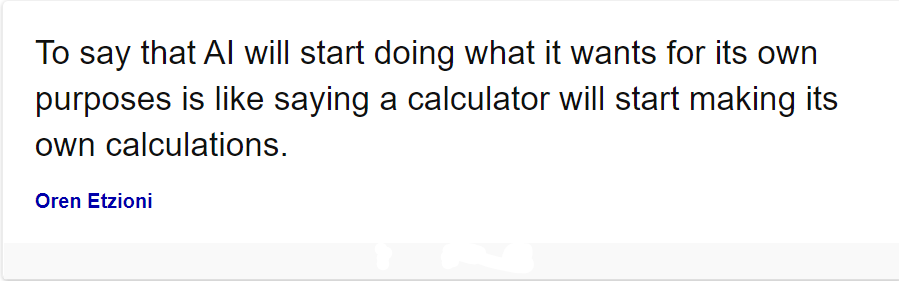 To say that AI will start doing what it wants for its own
purposes is like saying a calculator will start making its
own calculations.
Oren Etzioni